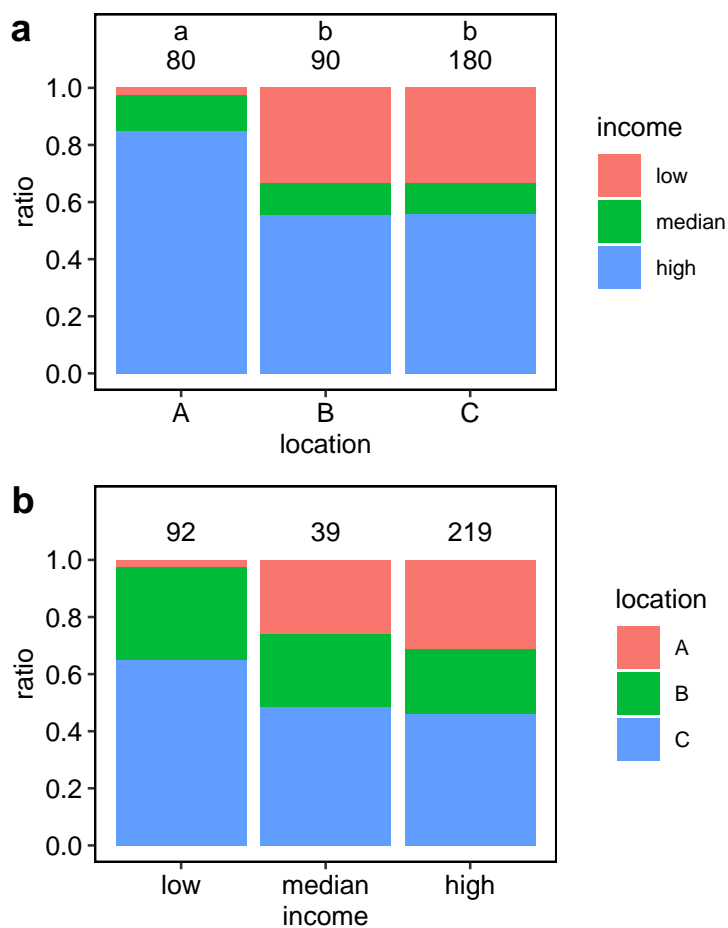 a
a b b
80 90 180
1.0
0.8
0.6
0.4
0.2
0.0
ratio
A B C
location
income
low
median
high
b
92 39 219
1.0
0.8
0.6
0.4
0.2
0.0
ratio
low median high
income
location
A
B
C